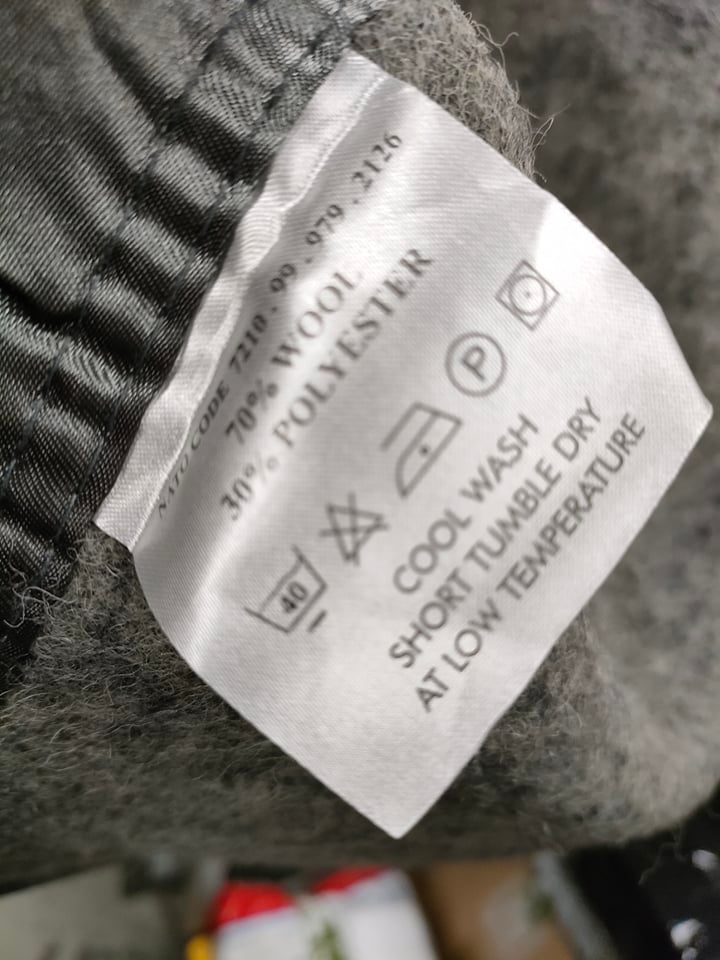 NATO CODE 7210 . 99 . 979 . 2126
70% WOOL
30% POLYESTER
40
P
COOL WASH
SHORT TUMBLE DRY
AT LOW TEMPERATURE